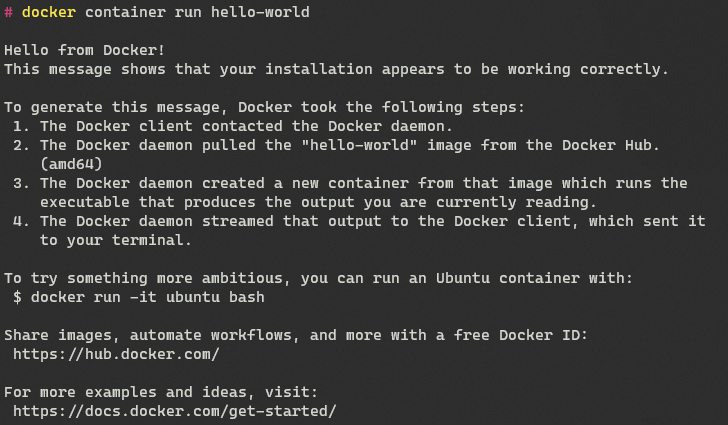 # docker container run hello-world
Hello from Docker!
This message shows that your installation appears to be working correctly.
To generate this message, Docker took the following steps:
1. The Docker client contacted the Docker daemon.
2. The Docker daemon pulled the "hello-world" image from the Docker Hub.
(amd64)
3. The Docker daemon created a new container from that image which runs the
executable that produces the output you are currently reading.
4. The Docker daemon streamed that output to the Docker client, which sent it
to your terminal.
To try something more ambitious, you can run an Ubuntu container with:
$ docker run -it ubuntu bash
Share images, automate workflows, and more with a free Docker ID:
https://hub.docker.com/
For more examples and ideas, visit:
https://docs.docker.com/get-started/